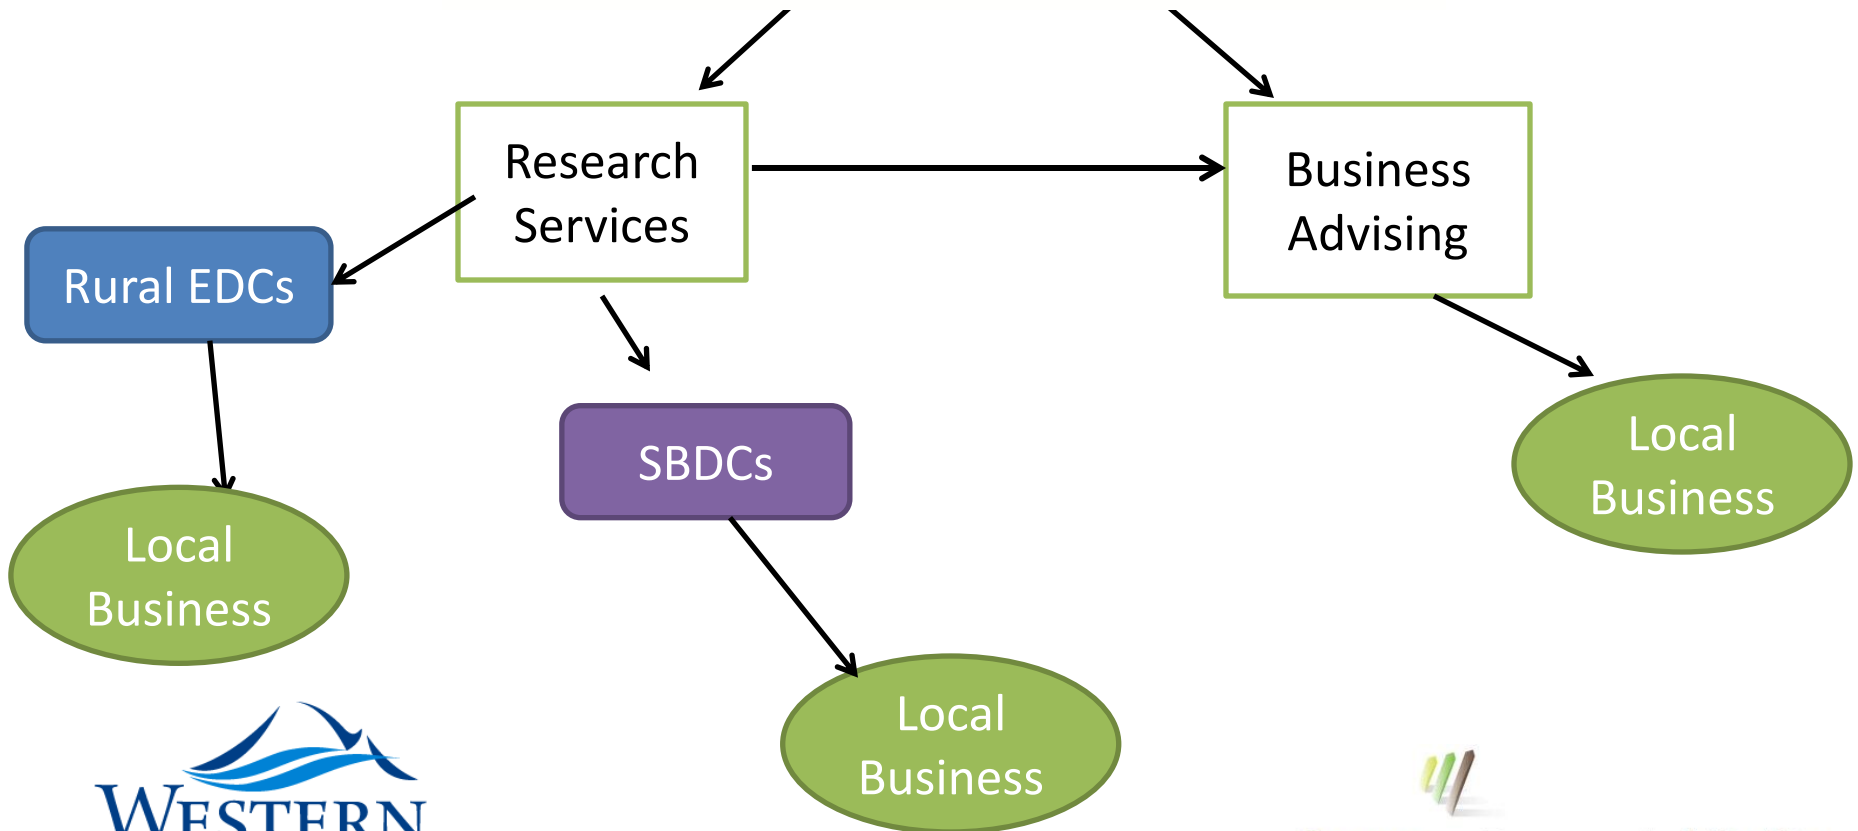 Research
Services
Business
Advising
Rural EDCs
SBDCs
Local
Business
Local
Business
Local
Business
WESTERN